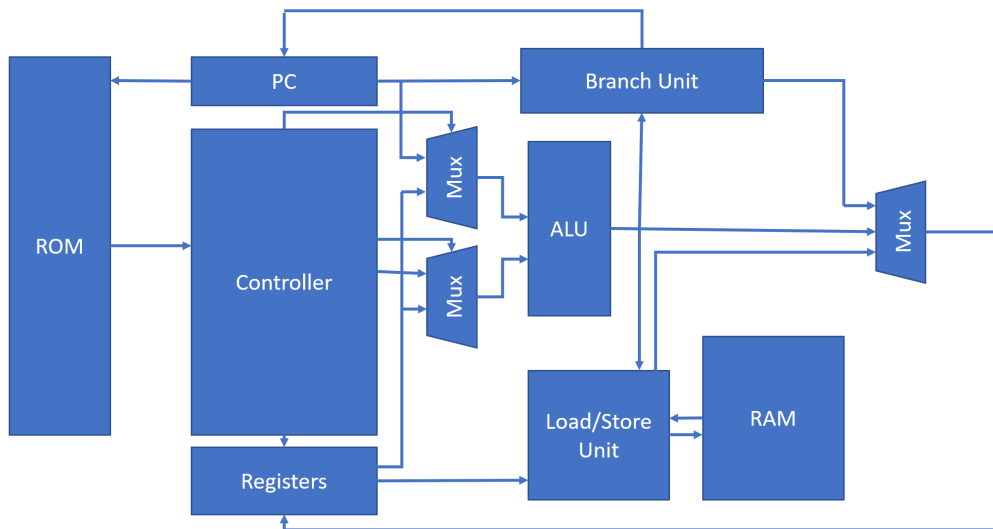 PC
Branch Unit
Mux
ROM
ALU
Mux
Controller
Mux
Load/Store
Unit
RAM
Registers